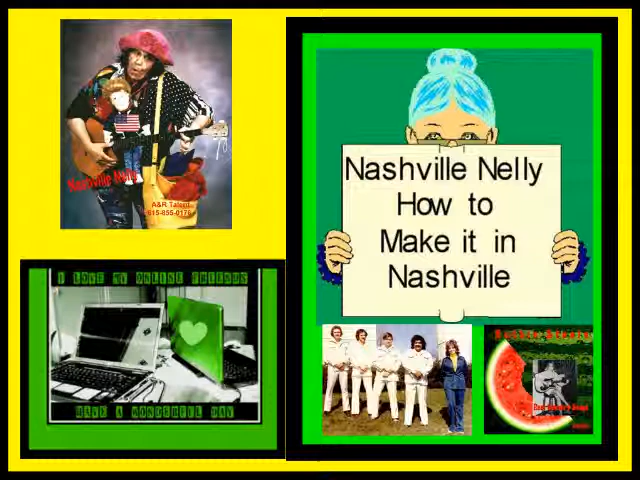 Nashville Nelly
A&R Talent
615-855-0176
I LOVE MY ONLINE FRIENDS
HAVE A WONDERFUL DAY
Nashville Nelly
How to
Make it in
Nashville